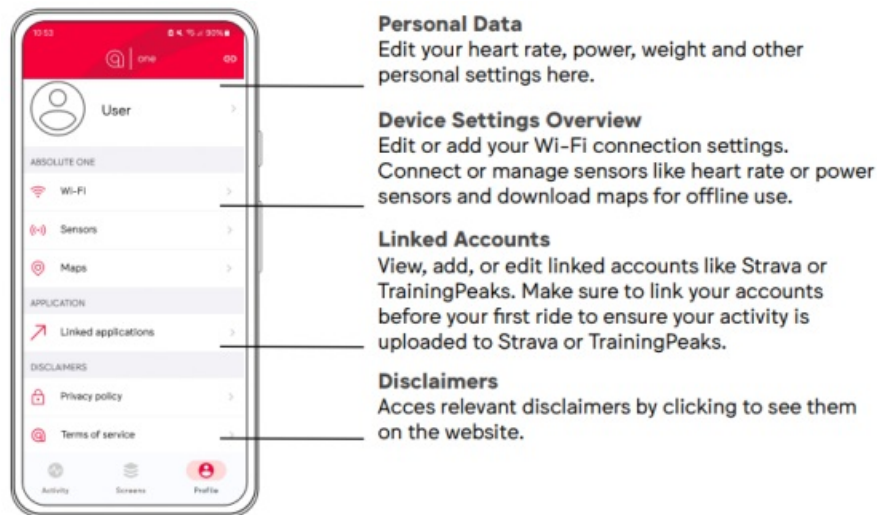 10:53
90%
one
User
ABSOLUTE ONE
Wi-Fi
Sensors
Maps
APPLICATION
Linked applications
DISCLAIMERS
Privacy policy
Terms of service
Activity
Screens
Profile
Personal Data
Edit your heart rate, power, weight and other
personal settings here.
Device Settings Overview
Edit or add your Wi-Fi connection settings.
Connect or manage sensors like heart rate or power
sensors and download maps for offline use.
Linked Accounts
View, add, or edit linked accounts like Strava or
TrainingPeaks. Make sure to link your accounts
before your first ride to ensure your activity is
uploaded to Strava or TrainingPeaks.
Disclaimers
Acces relevant disclaimers by clicking to see them
on the website.